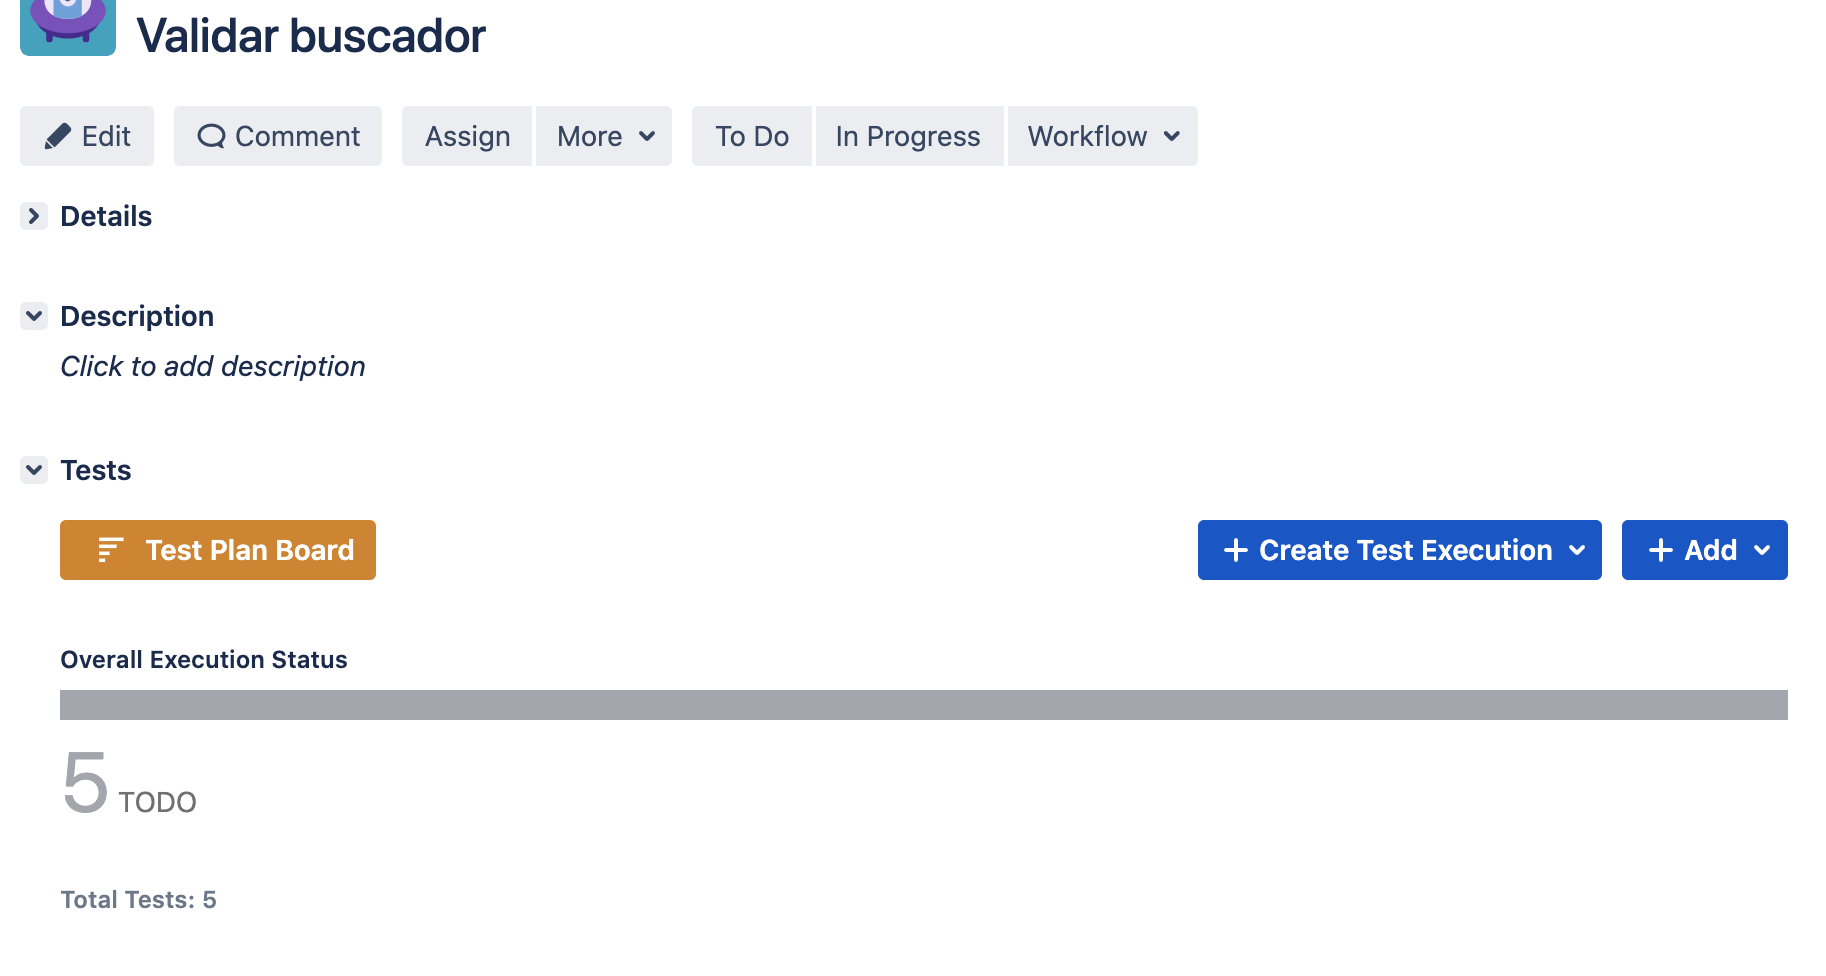 Validar buscador
Edit Comment Assign More To Do In Progress Workflow
Details
Description
Click to add description
Tests
Test Plan Board + Create Test Execution + Add
Overall Execution Status
5 TODO
Total Tests: 5